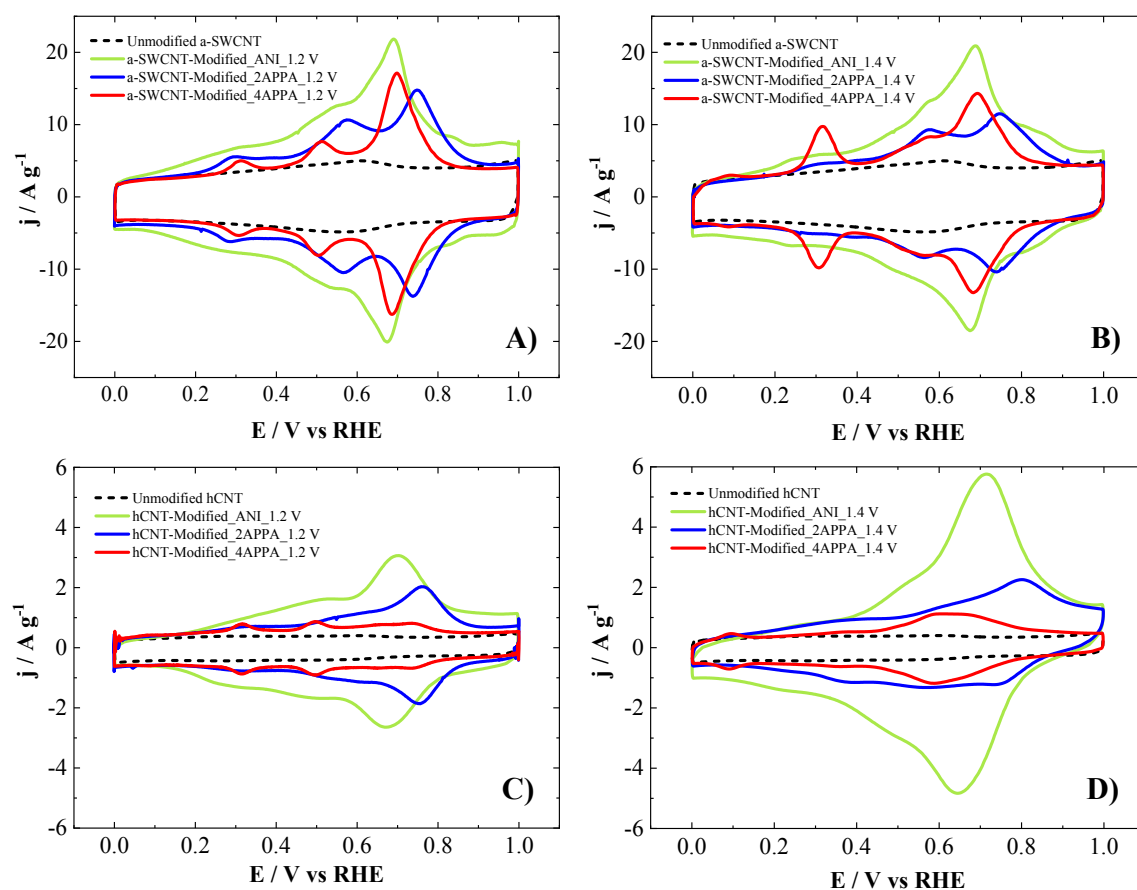 Unmodified a-SWCNT
a-SWCNT-Modified_ANI_1.2 V
a-SWCNT-Modified_2APPA_1.2 V
a-SWCNT-Modified_4APPA_1.2 V
20
10
0
-10
-20
j / A g⁻¹
A)
0.0 0.2 0.4 0.6 0.8 1.0
E / V vs RHE
Unmodified a-SWCNT
a-SWCNT-Modified_ANI_1.4 V
a-SWCNT-Modified_2APPA_1.4 V
a-SWCNT-Modified_4APPA_1.4 V
20
10
0
-10
-20
j / A g⁻¹
B)
0.0 0.2 0.4 0.6 0.8 1.0
E / V vs RHE
Unmodified hCNT
hCNT-Modified_ANI_1.2 V
hCNT-Modified_2APPA_1.2 V
hCNT-Modified_4APPA_1.2 V
6
4
2
0
-2
-4
-6
j / A g⁻¹
C)
0.0 0.2 0.4 0.6 0.8 1.0
E / V vs RHE
Unmodified hCNT
hCNT-Modified_ANI_1.4 V
hCNT-Modified_2APPA_1.4 V
hCNT-Modified_4APPA_1.4 V
6
4
2
0
-2
-4
-6
j / A g⁻¹
D)
0.0 0.2 0.4 0.6 0.8 1.0
E / V vs RHE